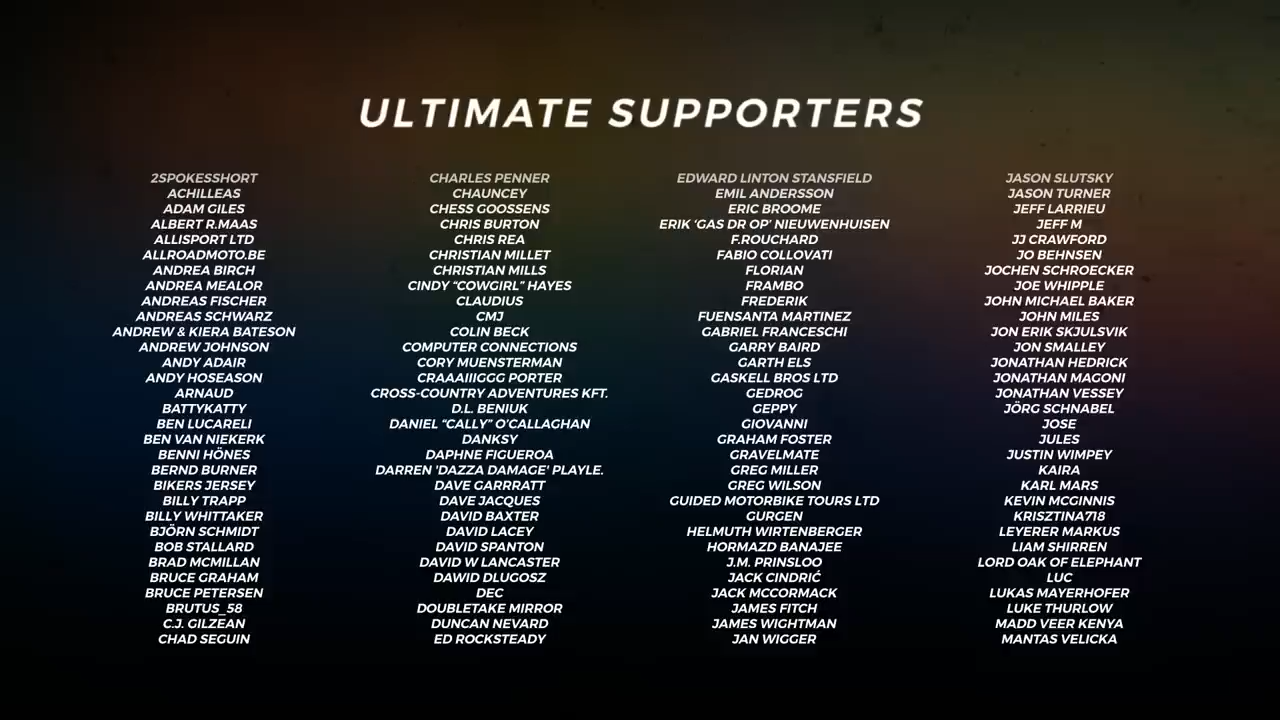 ULTIMATE SUPPORTERS
2SPOKESSHORT
ACHILLEAS
ADAM GILES
ALBERT R.MAAS
ALLISPORT LTD
ALLROADMOTO.BE
ANDREA BIRCH
ANDREA MEALOR
ANDREAS FISCHER
ANDREAS SCHWARZ
ANDREW & KIERA BATESON
ANDREW JOHNSON
ANDY ADAIR
ANDY HOSEASON
ARNAUD
BATTYKATTY
BEN LUCARELI
BEN VAN NIEKERK
BENNI HÖNES
BERND BURNER
BIKERS JERSEY
BILLY TRAPP
BILLY WHITTAKER
BJÖRN SCHMIDT
BOB STALLARD
BRAD MCMILLAN
BRUCE GRAHAM
BRUCE PETERSEN
BRUTUS_58
C.J. GILZEAN
CHAD SEGUIN
CHARLES PENNER
CHAUNCEY
CHESS GOOSSENS
CHRIS BURTON
CHRIS REA
CHRISTIAN MILLET
CHRISTIAN MILLS
CINDY “COWGIRL” HAYES
CLAUDIUS
CMJ
COLIN BECK
COMPUTER CONNECTIONS
CORY MUENSTERMAN
CRAAAIIIGGG PORTER
CROSS-COUNTRY ADVENTURES KFT.
D.L. BENIUK
DANIEL “CALLY” O’CALLAGHAN
DANKSY
DAPHNE FIGUEROA
DARREN 'DAZZA DAMAGE' PLAYLE.
DAVE GARRRATT
DAVE JACQUES
DAVID BAXTER
DAVID LACEY
DAVID SPANTON
DAVID W LANCASTER
DAWID DLUGOSZ
DEC
DOUBLETAKE MIRROR
DUNCAN NEVARD
ED ROCKSTEADY
EDWARD LINTON STANSFIELD
EMIL ANDERSSON
ERIC BROOME
ERIK ‘GAS DR OP’ NIEUWENHUISEN
F.ROUCHARD
FABIO COLLOVATI
FLORIAN
FRAMBO
FREDERIK
FUENSANTA MARTINEZ
GABRIEL FRANCESCHI
GARRY BAIRD
GARTH ELS
GASKELL BROS LTD
GEDROG
GEPPY
GIOVANNI
GRAHAM FOSTER
GRAVELMATE
GREG MILLER
GREG WILSON
GUIDED MOTORBIKE TOURS LTD
GURGEN
HELMUTH WIRTENBERGER
HORMAZD BANAJEE
J.M. PRINSLOO
JACK CINDRIĆ
JACK MCCORMACK
JAMES FITCH
JAMES WIGHTMAN
JAN WIGGER
JASON SLUTSKY
JASON TURNER
JEFF LARRIEU
JEFF M
JJ CRAWFORD
JO BEHNSEN
JOCHEN SCHROECKER
JOE WHIPPLE
JOHN MICHAEL BAKER
JOHN MILES
JON ERIK SKJULSVIK
JON SMALLEY
JONATHAN HEDRICK
JONATHAN MAGONI
JONATHAN VESSEY
JÖRG SCHNABEL
JOSE
JULES
JUSTIN WIMPEY
KAIRA
KARL MARS
KEVIN MCGINNIS
KRISZTINA718
LEYERER MARKUS
LIAM SHIRREN
LORD OAK OF ELEPHANT
LUC
LUKAS MAYERHOFER
LUKE THURLOW
MADD VEER KENYA
MANTAS VELICKA